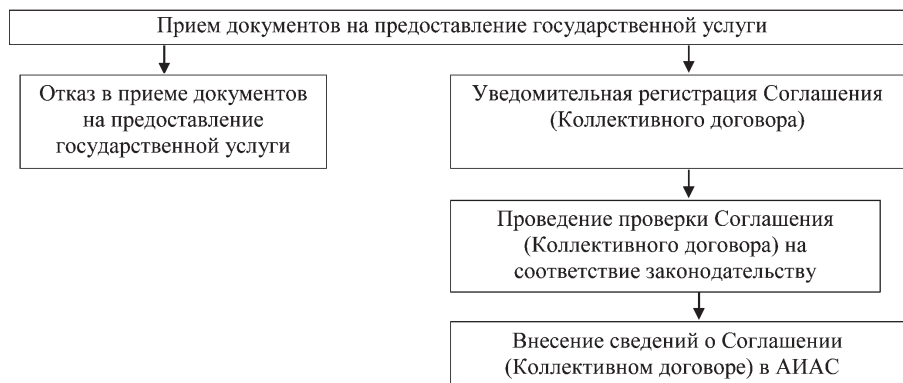 Прием документов на предоставление государственной услуги
Отказ в приеме документов
на предоставление
государственной услуги
Уведомительная регистрация Соглашения
(Коллективного договора)
Проведение проверки Соглашения
(Коллективного договора) на
соответствие законодательству
Внесение сведений о Соглашении
(Коллективном договоре) в АИАС